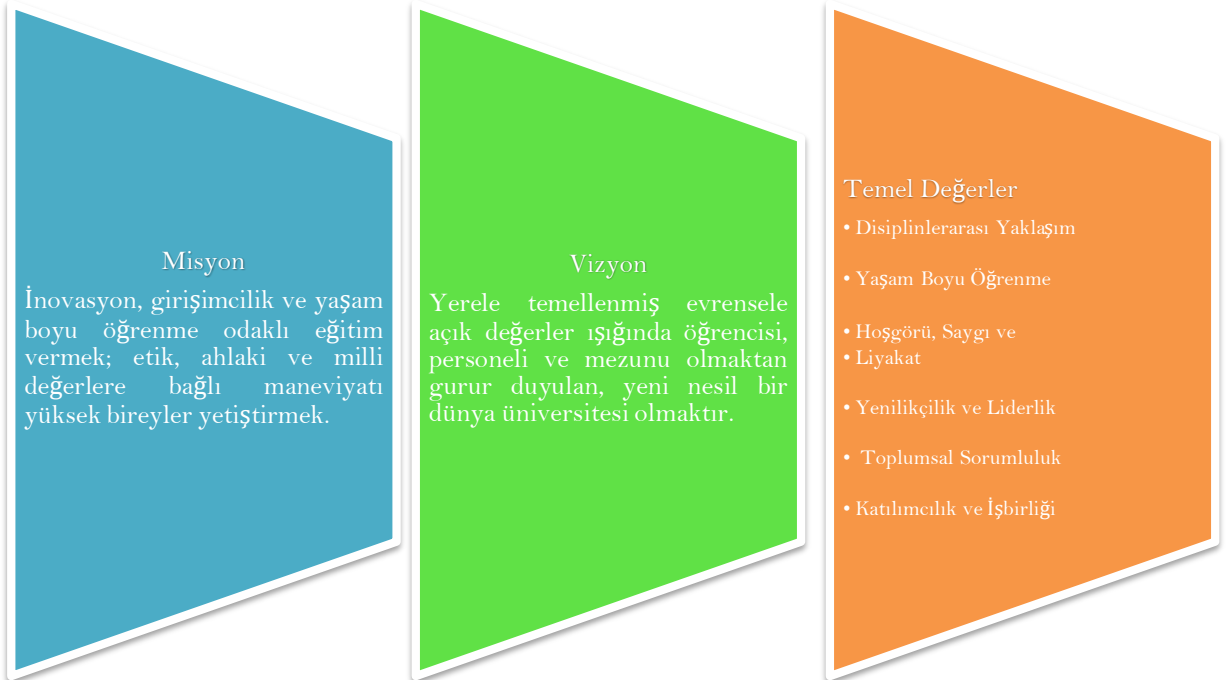 Misyon
İnovasyon, girişimcilik ve yaşam
boyu öğrenme odaklı eğitim
vermek; etik, ahlaki ve milli
değerlere bağlı maneviyatı
yüksek bireyler yetiştirmek.
Vizyon
Yerele temellenmiş evrensele
açık değerler ışığında öğrencisi,
personeli ve mezunu olmaktan
gurur duyulan, yeni nesil bir
dünya üniversitesi olmaktır.
Temel Değerler
• Disiplinlerarası Yaklaşım
• Yaşam Boyu Öğrenme
• Hoşgörü, Saygı ve
• Liyakat
• Yenilikçilik ve Liderlik
• Toplumsal Sorumluluk
• Katılımcılık ve İşbirliği